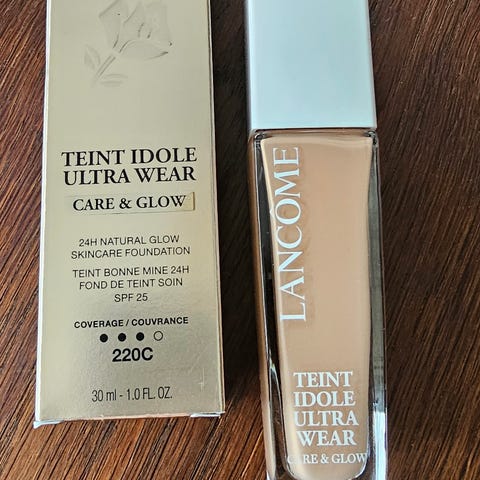 TEINT IDOLE
ULTRA WEAR
CARE & GLOW
24H NATURAL GLOW
SKINCARE FOUNDATION
TEINT BONNE MINE 24H
FOND DE TEINT SOIN
SPF 25
COVERAGE / COUVRANCE
220C
30 ml - 1.0 FL. OZ.
LANCOME
TEINT
IDOLE
ULTRA
WEAR
CARE & GLOW